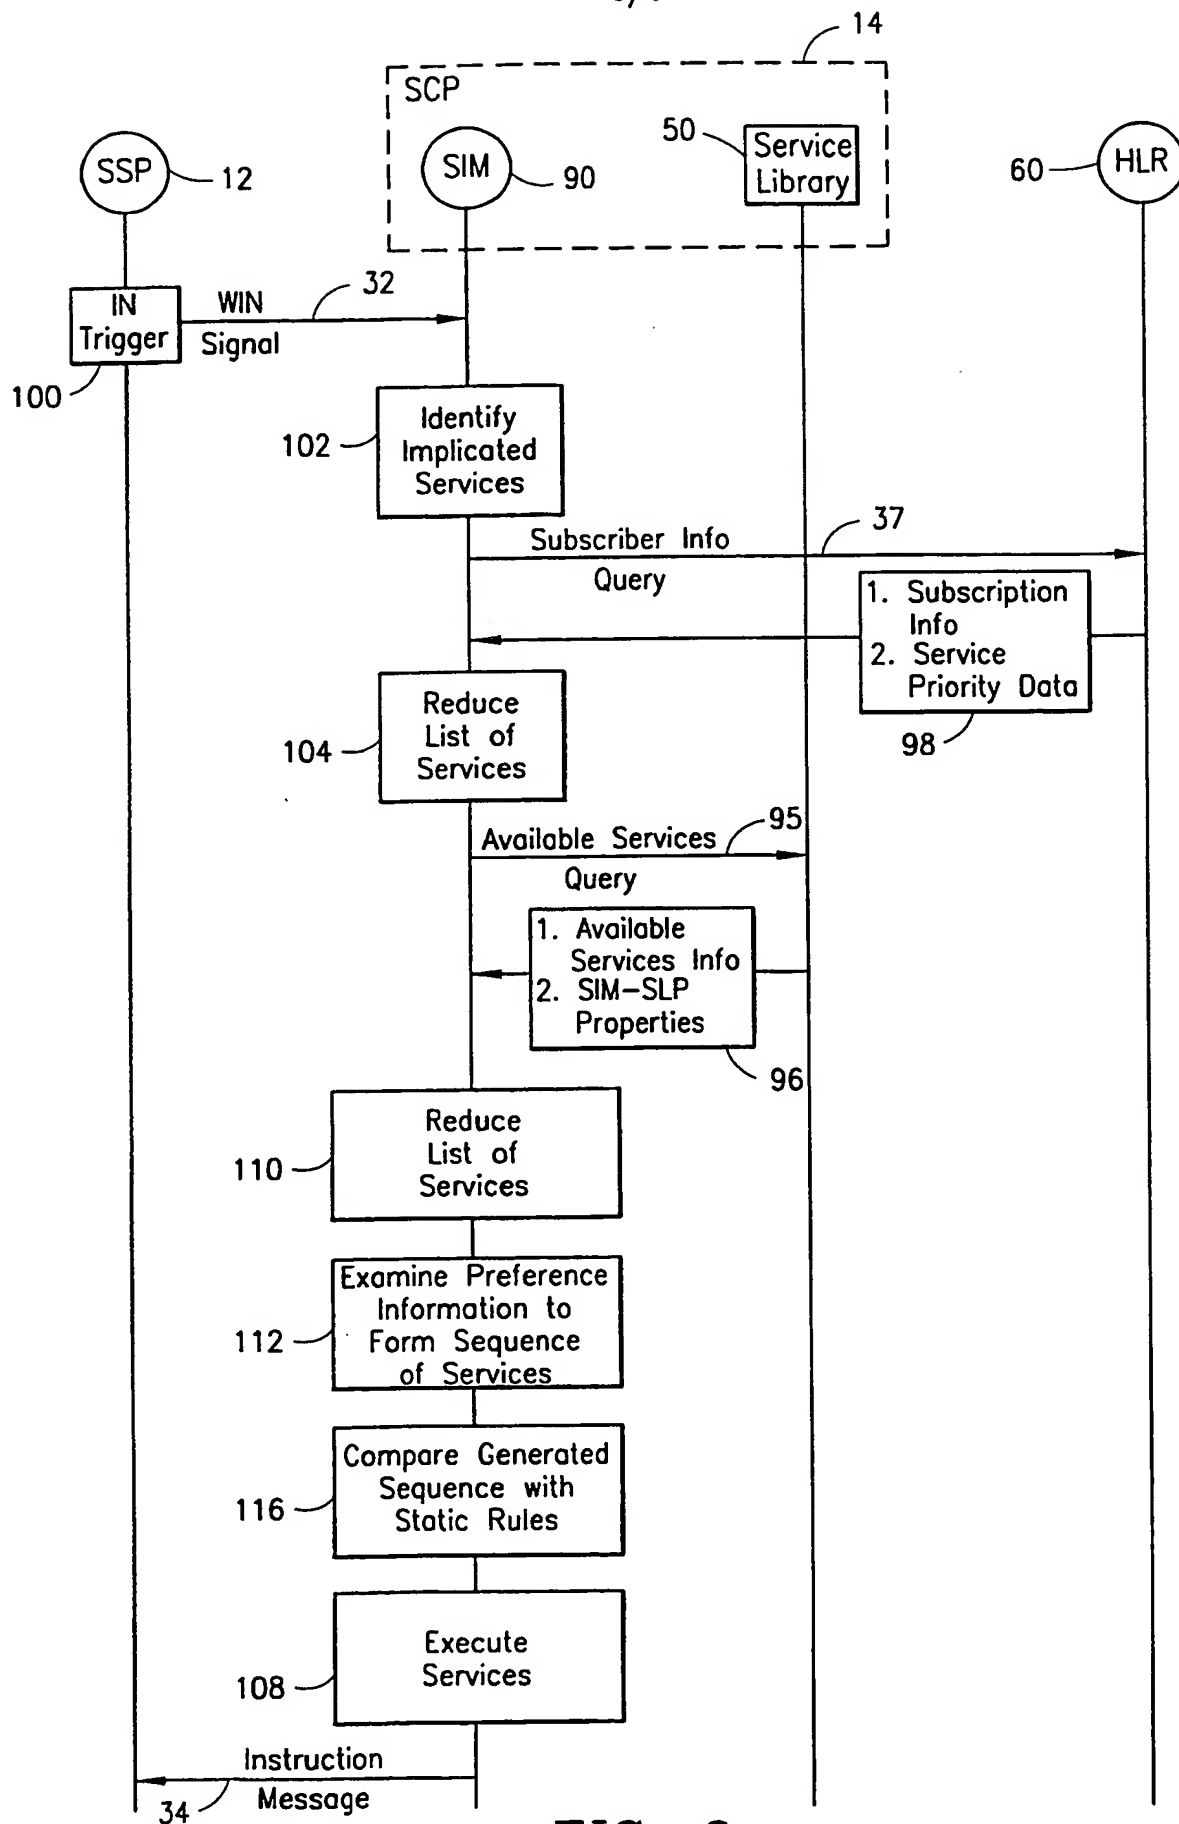 14
SCP
SSP
12
SIM
90
50
Service
Library
60
HLR
IN
Trigger
100
WIN
Signal
32
102
Identify
Implicated
Services
Subscriber Info
Query
37
1. Subscription
Info
2. Service
Priority Data
98
104
Reduce
List of
Services
Available Services
Query
95
1. Available
Services Info
2. SIM-SLP
Properties
96
110
Reduce
List of
Services
112
Examine Preference
Information to
Form Sequence
of Services
116
Compare Generated
Sequence with
Static Rules
108
Execute
Services
Instruction
Message
34